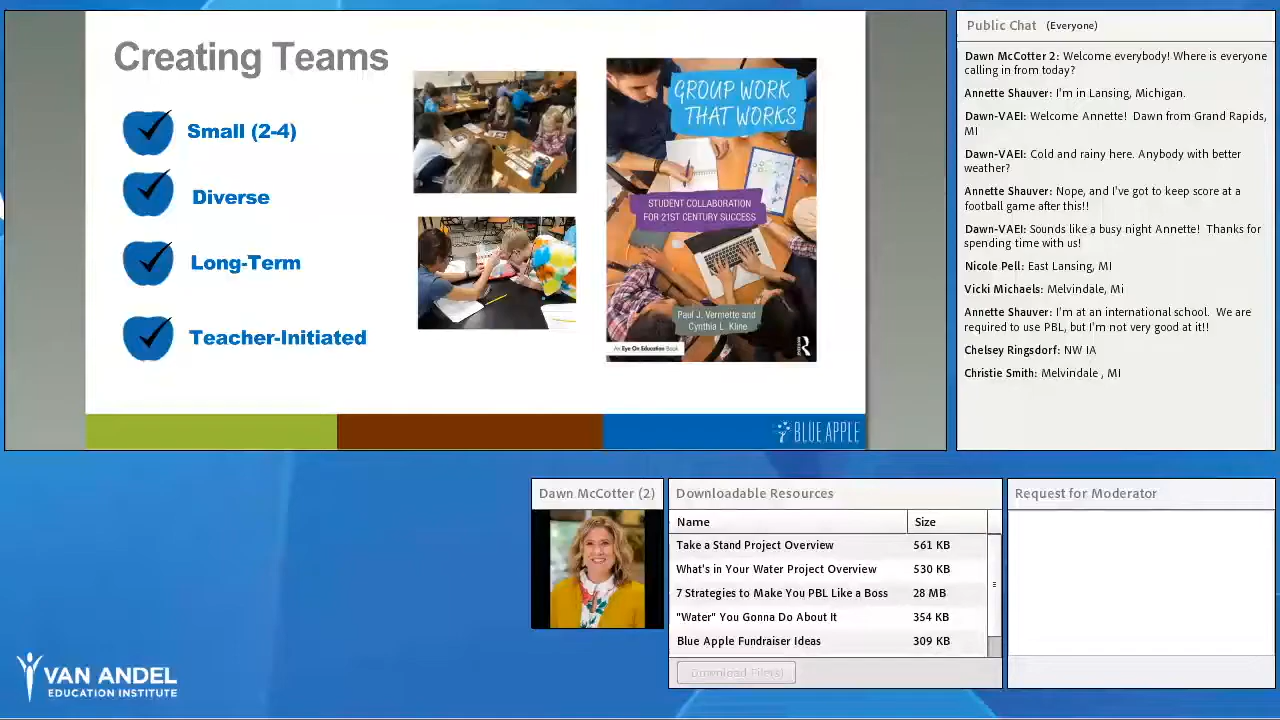 Creating Teams
Small (2-4)
Diverse
Long-Term
Teacher-Initiated
GROUP WORK
THAT WORKS
STUDENT COLLABORATION
FOR 21ST CENTURY SUCCESS
Paul J. Vermette and
Cynthia L. Kline
An Eye On Education Book
BLUE APPLE
Public Chat (Everyone)
Dawn McCotter 2: Welcome everybody! Where is everyone
calling in from today?
Annette Shauver: I'm in Lansing, Michigan.
Dawn-VAEI: Welcome Annette! Dawn from Grand Rapids,
MI
Dawn-VAEI: Cold and rainy here. Anybody with better
weather?
Annette Shauver: Nope, and I've got to keep score at a
football game after this!!
Dawn-VAEI: Sounds like a busy night Annette! Thanks for
spending time with us!
Nicole Pell: East Lansing, MI
Vicki Michaels: Melvindale, Mi
Annette Shauver: I'm at an international school. We are
required to use PBL, but I'm not very good at it!!
Chelsey Ringsdorf: NW IA
Christie Smith: Melvindale , MI
Dawn McCotter (2)
Downloadable Resources
Name Size
Take a Stand Project Overview 561 KB
What's in Your Water Project Overview 530 KB
7 Strategies to Make You PBL Like a Boss 28 MB
"Water" You Gonna Do About It 354 KB
Blue Apple Fundraiser Ideas 309 KB
Download File(s)
Request for Moderator
VAN ANDEL
EDUCATION INSTITUTE